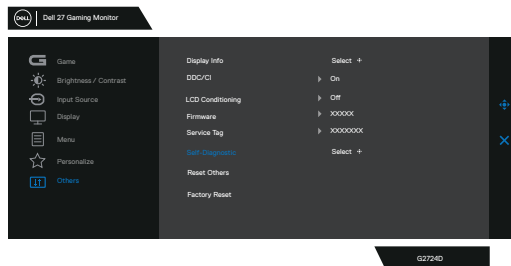 DELL Dell 27 Gaming Monitor
Game
Brightness / Contrast
Input Source
Display
Menu
Personalize
Others
Display Info Select +
DDC/CI On
LCD Conditioning Off
Firmware XXXXX
Service Tag XXXXXXX
Self-Diagnostic Select +
Reset Others
Factory Reset
G2724D